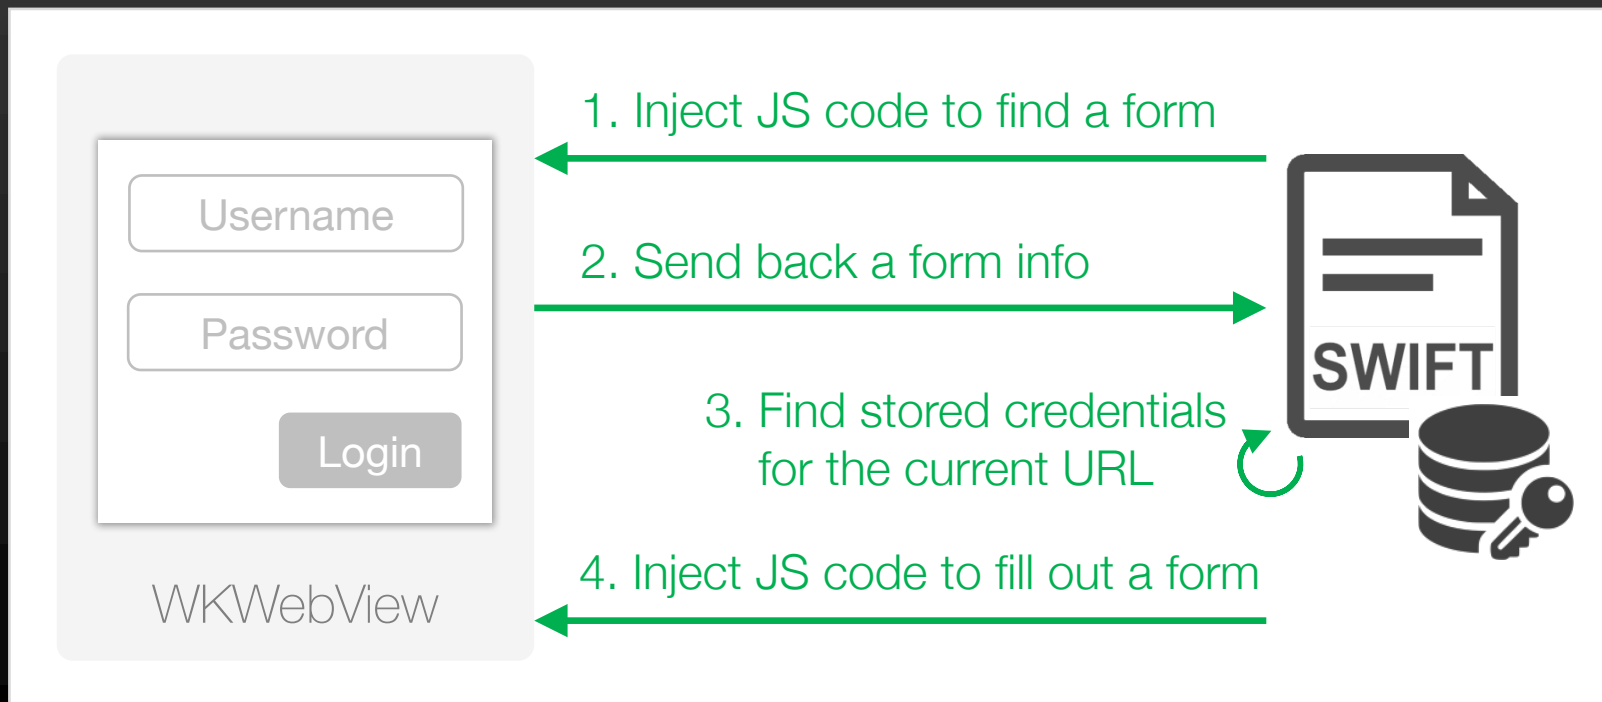 1. Inject JS code to find a form
Username
2. Send back a form info
Password
SWIFT
3. Find stored credentials
for the current URL
Login
4. Inject JS code to fill out a form
WKWebView